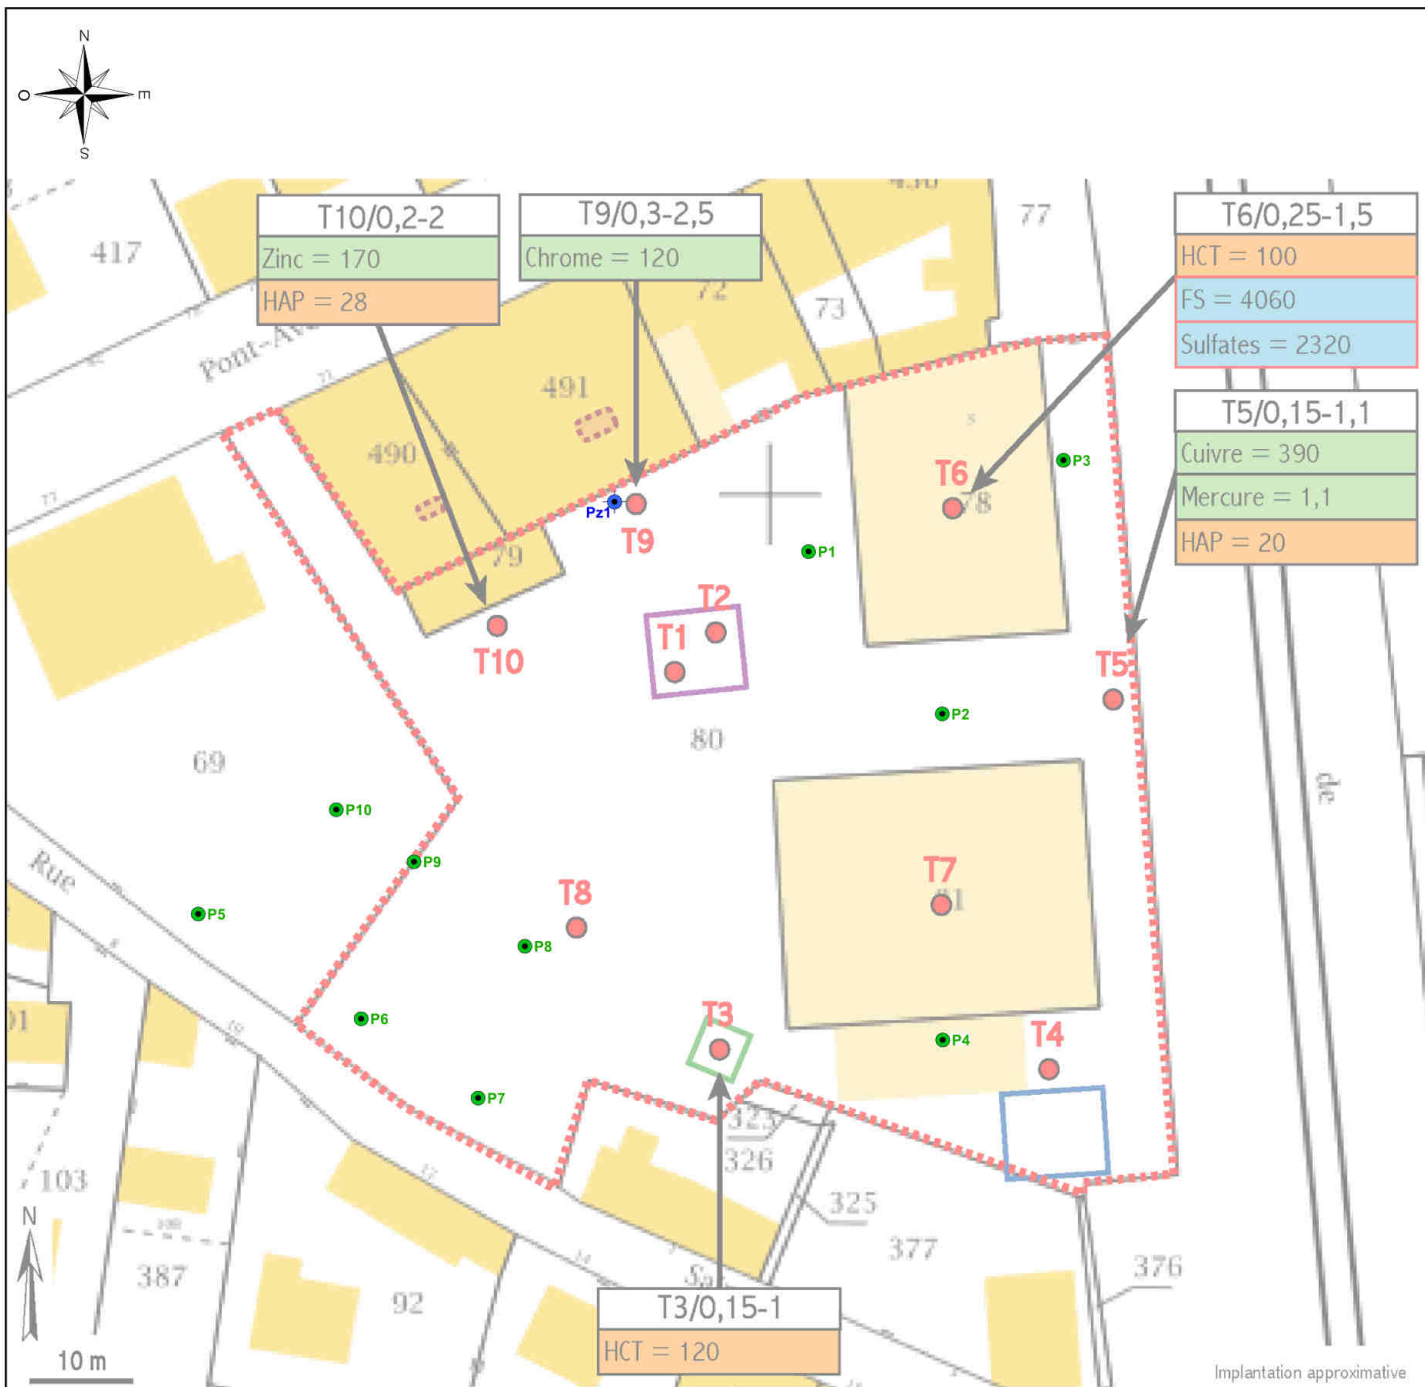 N
O
E
S
T10/0,2-2
Zinc = 170
HAP = 28
T9/0,3-2,5
Chrome = 120
T6/0,25-1,5
HCT = 100
FS = 4060
Sulfates = 2320
T5/0,15-1,1
Cuivre = 390
Mercure = 1,1
HAP = 20
77
417
72
73
491
490
79
P3
T6
78
Pz1
T9
P1
T2
T1
T10
T5
P2
80
69
de
P10
P9
Rue
P5
T7
T8
P8
P6
T3
P4
T4
P7
323
326
325
377
376
103
N
387
92
T3/0,15-1
HCT = 120
10 m
Implantation approximative